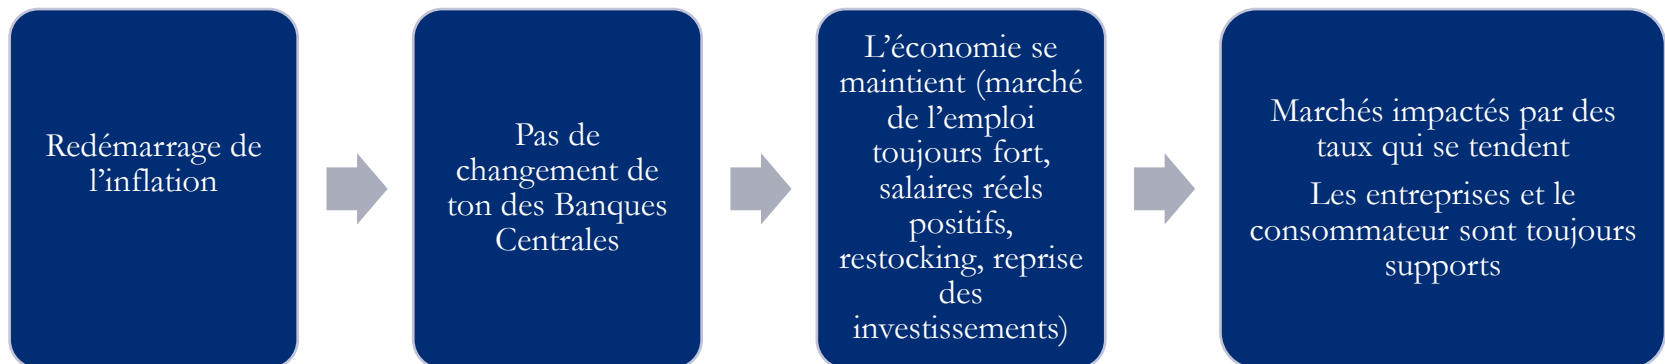 Redémarrage de
l’inflation
Pas de
changement de
ton des Banques
Centrales
L’économie se
maintient (marché
de l’emploi
toujours fort,
salaires réels
positifs,
restocking, reprise
des
investissements)
Marchés impactés par des
taux qui se tendent
Les entreprises et le
consommateur sont toujours
supports